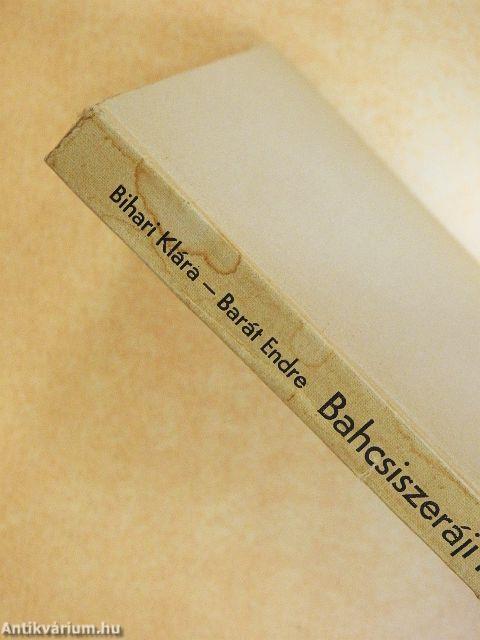 Bihari Klára – Barát Endre Bahcsiszeráji
Antikvárium.hu